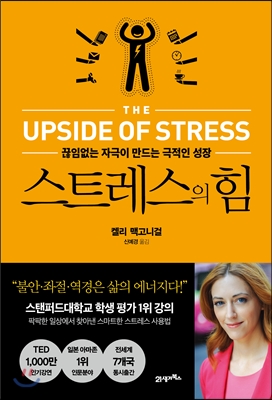 THE
UPSIDE OF STRESS
끊임없는 자극이 만드는 극적인 성장
스트레스의 힘
켈리 맥고니걸
신예경 옮김
“불안·좌절·역경은 삶의 에너지다!”
스탠퍼드대학교 학생 평가 1위 강의
팍팍한 일상에서 찾아낸 스마트한 스트레스 사용법
TED
1,000만
인기강연
일본 아마존
1위
인문분야
전세계
7개국
동시출간
21세기북스